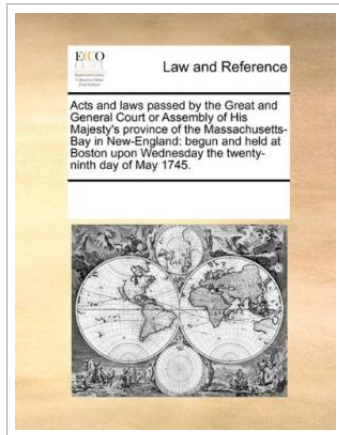 ECCO
Law and Reference
Acts and laws passed by the Great and
General Court or Assembly of His
Majesty's province of the Massachusetts-
Bay in New-England: begun and held at
Boston upon Wednesday the twenty-
ninth day of May 1745.